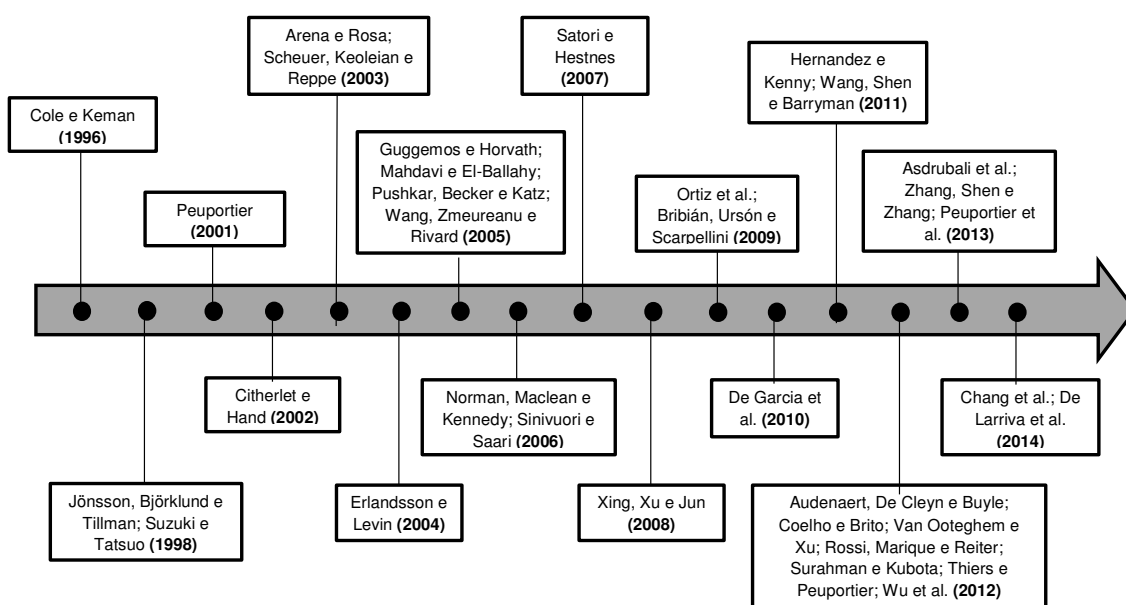 Cole e Keman
(1996)
Jönsson, Björklund e
Tillman; Suzuki e
Tatsuo (1998)
Peuportier
(2001)
Citherlet e
Hand (2002)
Arena e Rosa;
Scheuer, Keoleian e
Reppe (2003)
Erlandsson e
Levin (2004)
Guggemos e Horvath;
Mahdavi e El-Ballahy;
Pushkar, Becker e Katz;
Wang, Zmeureanu e
Rivard (2005)
Norman, Maclean e
Kennedy; Sinivuori e
Saari (2006)
Satori e
Hestnes
(2007)
Xing, Xu e Jun
(2008)
Ortiz et al.;
Bribián, Ursón e
Scarpellini (2009)
De Garcia et
al. (2010)
Hernandez e
Kenny; Wang, Shen
e Barryman (2011)
Audenaert, De Cleyn e Buyle;
Coelho e Brito; Van Ooteghem e
Xu; Rossi, Marique e Reiter;
Surahman e Kubota; Thiers e
Peuportier; Wu et al. (2012)
Asdrubali et al.;
Zhang, Shen e
Zhang; Peuportier et
al. (2013)
Chang et al.; De
Larriva et al.
(2014)